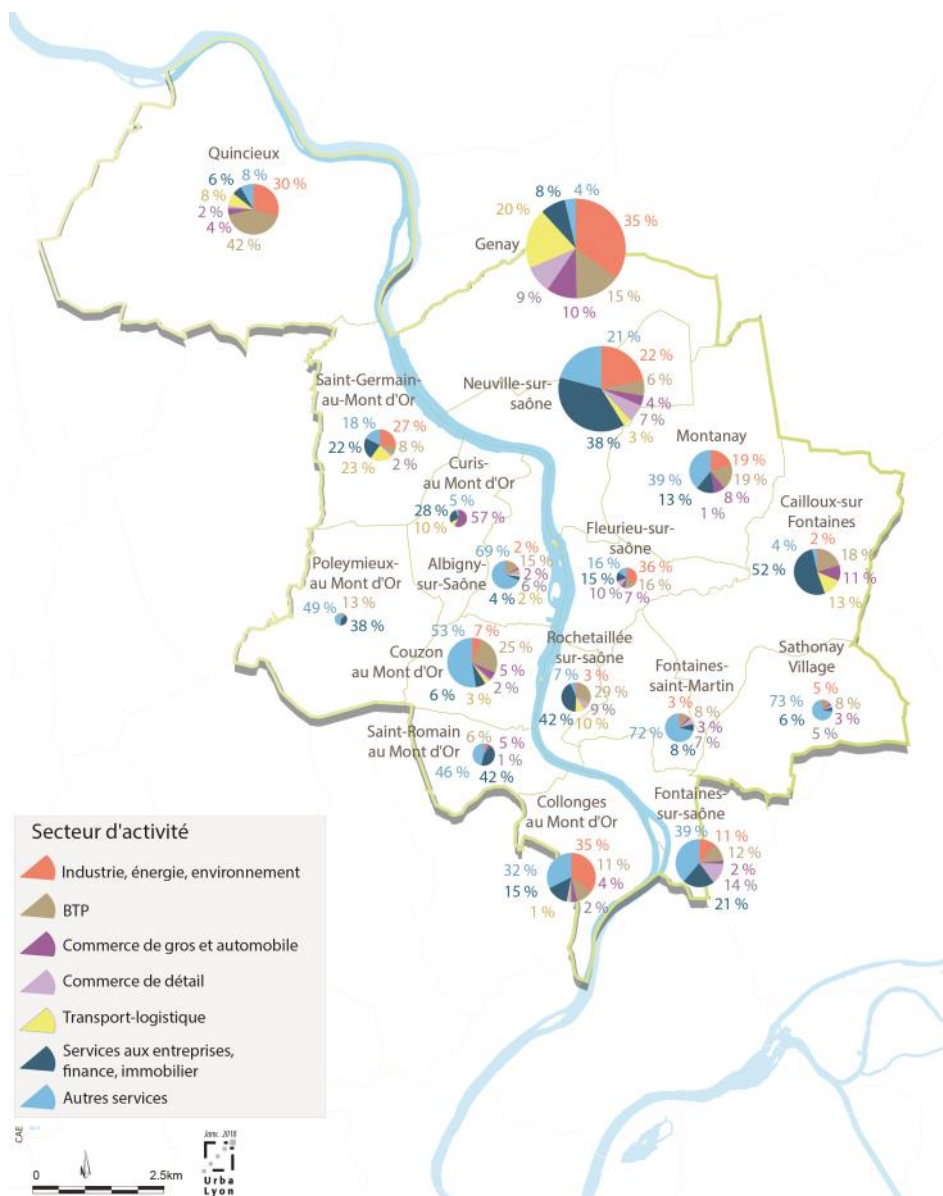 Quincieux
6 % 8 %
30 %
8 %
2 %
4 %
42 %
8 % 4 %
20 %
35 %
Genay
9 %
15 %
10 %
21 %
22 %
Neuville-sur-
saône
6 %
4 %
7 %
3 %
38 %
Saint-Germain-
au-Mont d'Or
18 % 27 %
22 % 8 %
23 % 2 %
Curis-
au Mont d'Or
5 %
28 % 57 %
10 %
Montanay
19 %
39 % 19 %
13 % 8 %
1 %
Cailloux-sur
Fontaines
4 % 2 %
18 %
52 % 11 %
13 %
Fleurieu-sur-
saône
16 % 36 %
15 % 16 %
10 % 7 %
Albigny-
sur-Saône
69 % 2 %
15 %
2 %
6 %
4 % 2 %
Poleymieux-
au Mont d'Or
13 %
49 % 38 %
Couzon
au Mont d'Or
53 % 7 %
25 %
5 %
2 %
6 % 3 %
Rochetaillée
sur-saône
7 % 3 %
29 %
9 %
42 % 10 %
Fontaines-
saint-Martin
3 %
8 %
3 %
72 % 7 %
8 %
Sathonay
Village
5 %
73 % 8 %
6 % 3 %
5 %
Saint-Romain
au Mont d'Or
6 % 5 %
1 %
46 % 42 %
Collonges
au Mont d'Or
35 %
32 % 11 %
15 % 4 %
1 % 2 %
Fontaines-
sur-saône
39 % 11 %
12 %
2 %
14 %
21 %
Secteur d'activité
Industrie, énergie, environnement
BTP
Commerce de gros et automobile
Commerce de détail
Transport-logistique
Services aux entreprises,
finance, immobilier
Autres services
CAE
0 2.5km
Janv. 2018
Urba
Lyon